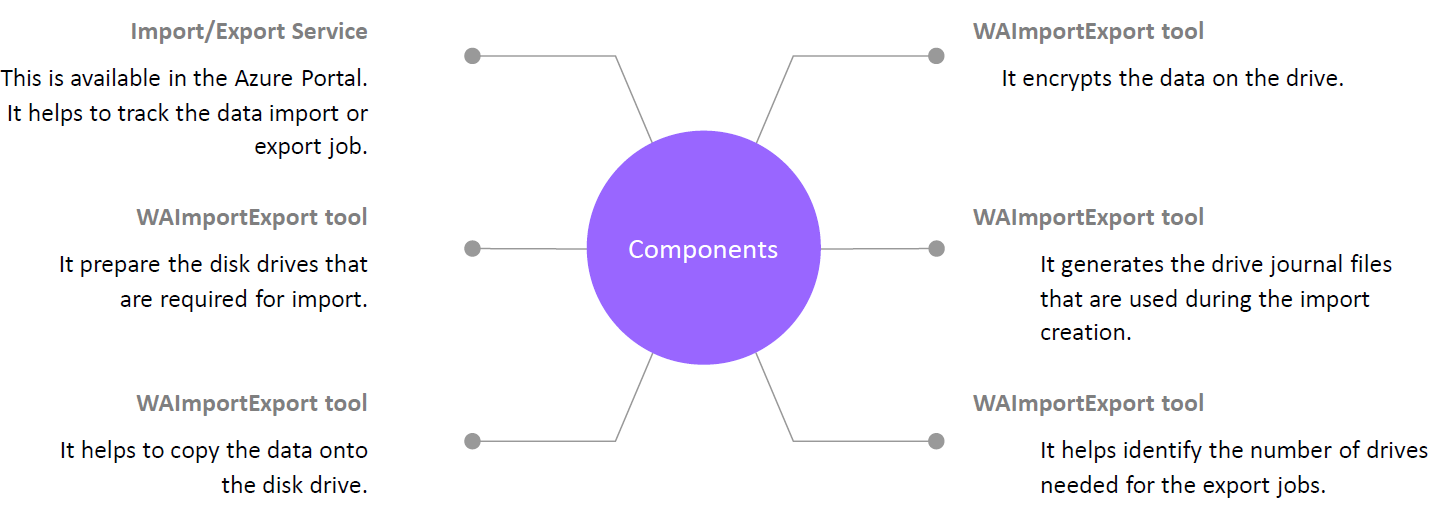 Import/Export Service
This is available in the Azure Portal.
It helps to track the data import or
export job.
WAImportExport tool
It prepare the disk drives that
are required for import.
WAImportExport tool
It helps to copy the data onto
the disk drive.
Components
WAImportExport tool
It encrypts the data on the drive.
WAImportExport tool
It generates the drive journal files
that are used during the import
creation.
WAImportExport tool
It helps identify the number of drives
needed for the export jobs.